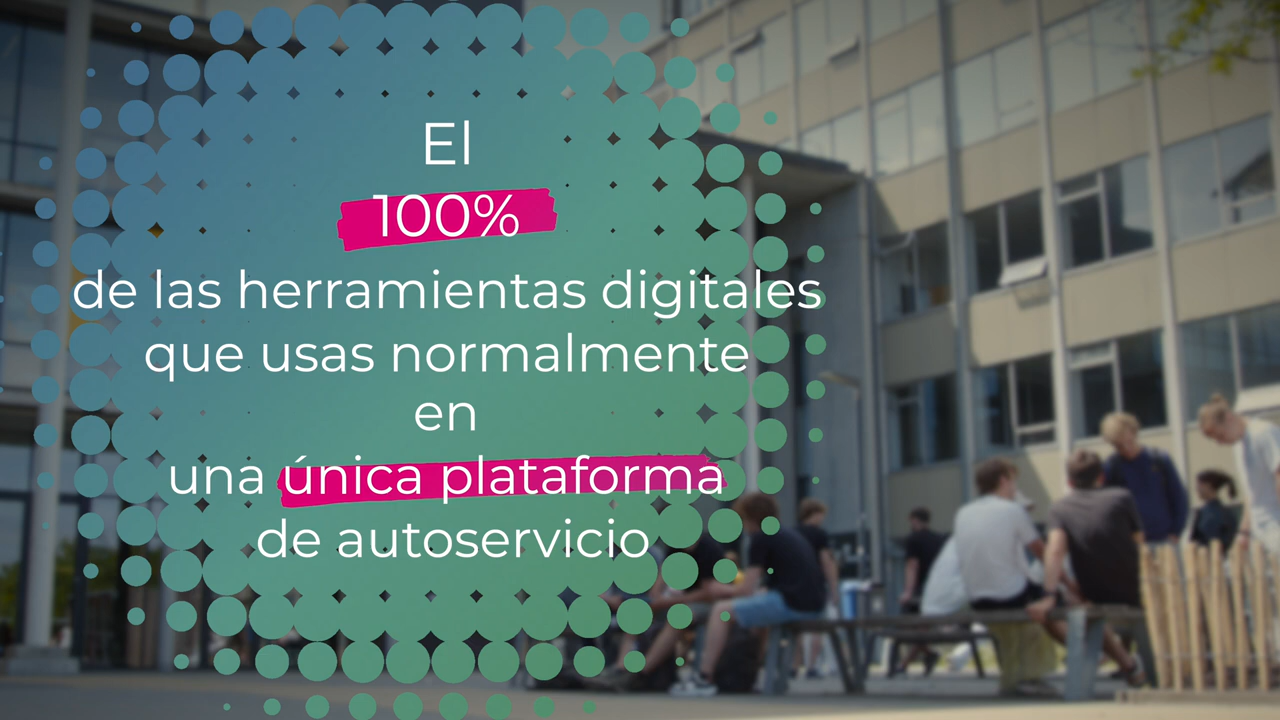 El
100%
de las herramientas digitales
que usas normalmente
en
una única plataforma
de autoservicio